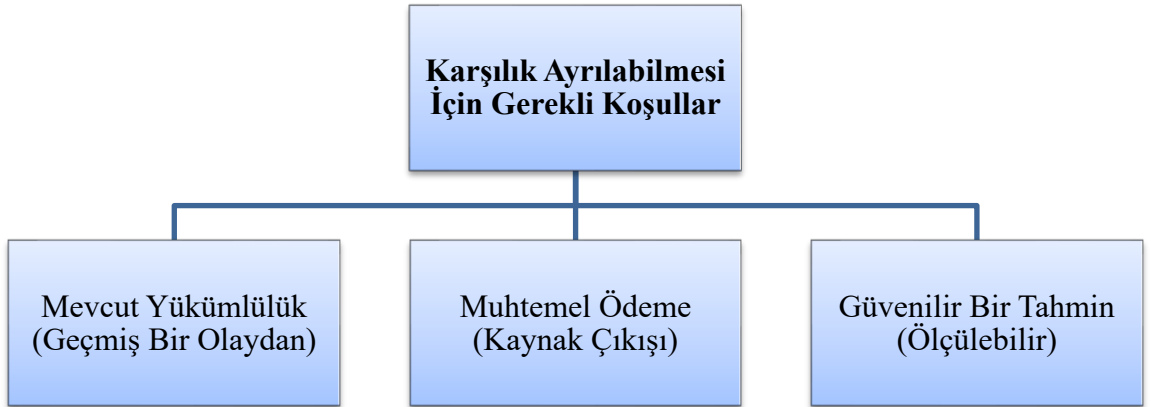 Karşılık Ayrılabilmesi
İçin Gerekli Koşullar
Mevcut Yükümlülük
(Geçmiş Bir Olaydan)
Muhtemel Ödeme
(Kaynak Çıkışı)
Güvenilir Bir Tahmin
(Ölçülebilir)